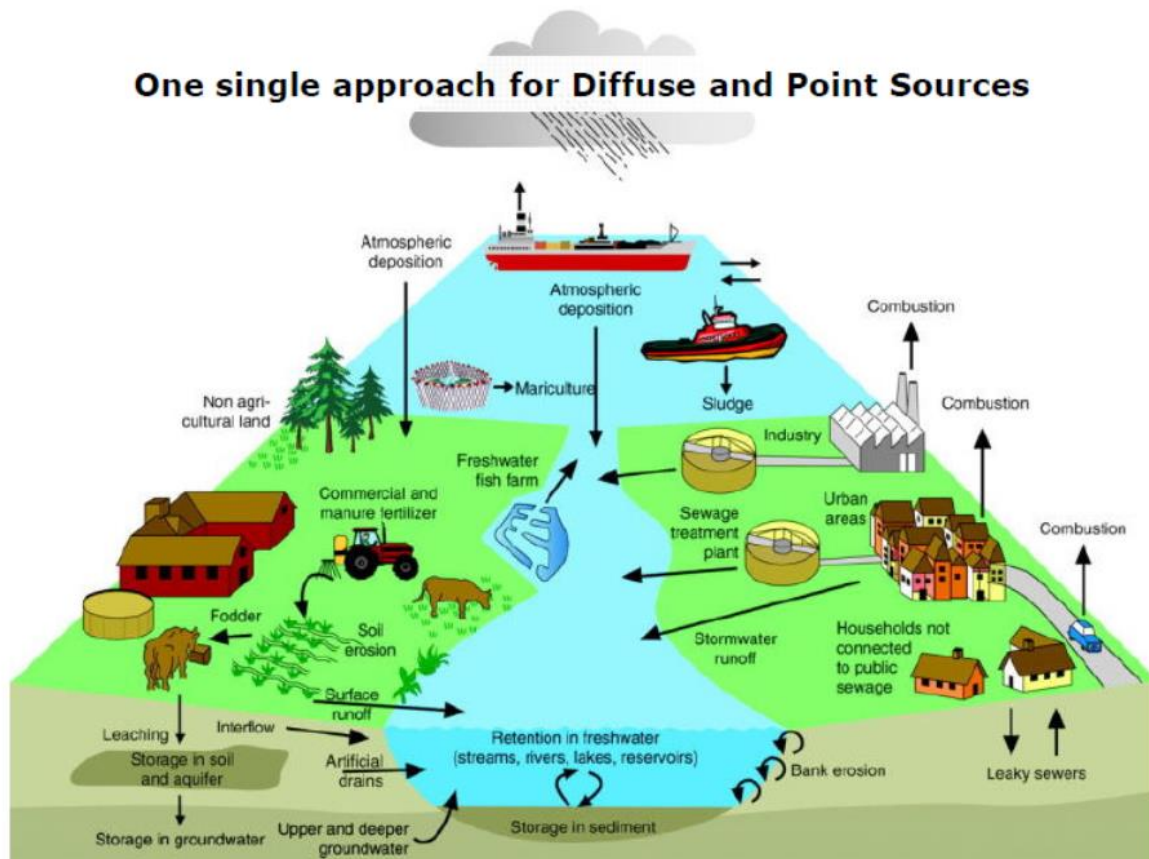 One single approach for Diffuse and Point Sources
Atmospheric
deposition
Atmospheric
deposition
Combustion
Mariculture
Sludge
Non agri-
cultural land
Combustion
Industry
Freshwater
fish farm
Commercial and
manure fertilizer
Urban
areas
Sewage
treatment
plant
Combustion
Fodder
Soil
erosion
Stormwater
runoff
Households not
connected
to public
sewage
Surface
runoff
Leaching
Interflow
Retention in freshwater
(streams, rivers, lakes, reservoirs)
Storage in soil
and aquifer
Artificial
drains
Bank erosion
Leaky sewers
Storage in groundwater
Upper and deeper
groundwater
Storage in sediment